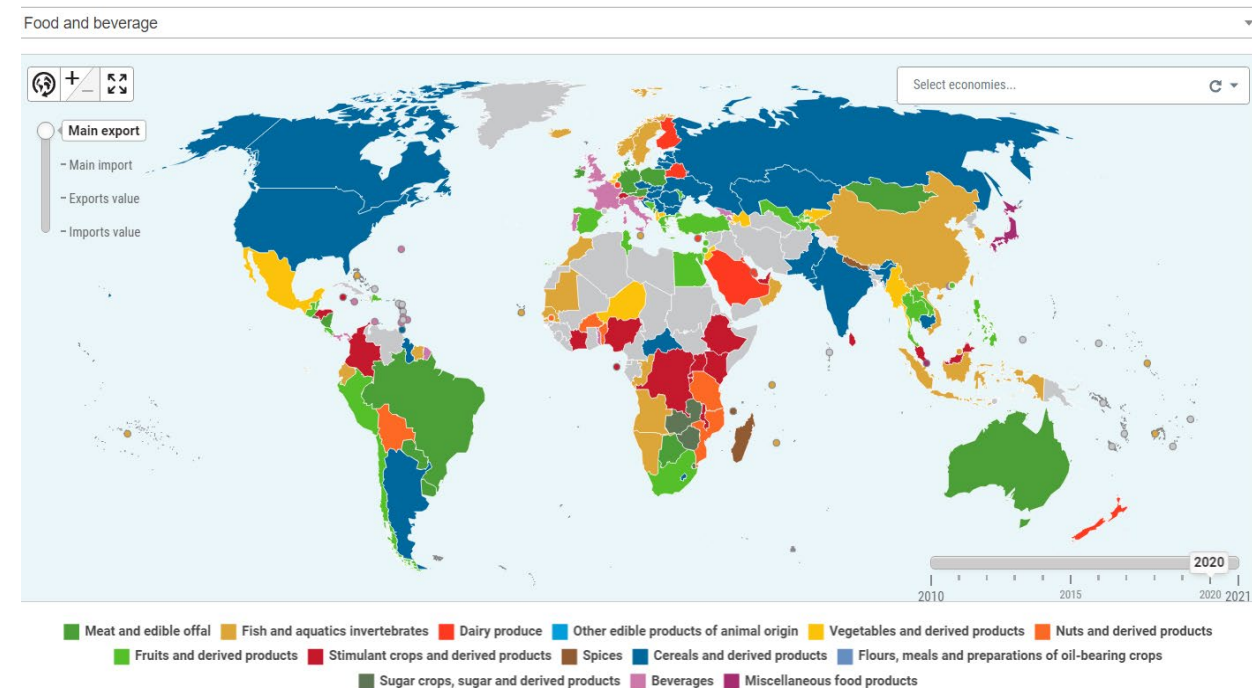 Food and beverage
+
−
Select economies...
Main export
Main import
Exports value
Imports value
2020
2010 2015 2020 2021
Meat and edible offal Fish and aquatics invertebrates Dairy produce Other edible products of animal origin Vegetables and derived products Nuts and derived products
Fruits and derived products Stimulant crops and derived products Spices Cereals and derived products Flours, meals and preparations of oil-bearing crops
Sugar crops, sugar and derived products Beverages Miscellaneous food products